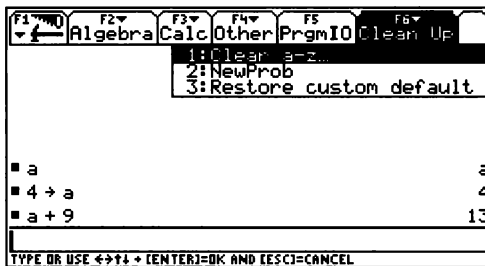 F1 F2 F3 F4 F5 F6
Algebra Calc Other PrgmIO Clean Up
1:Clear a-z…
2:NewProb
3:Restore custom default
a a
4 → a 4
a + 9 13
TYPE OR USE ←→↑↓ + [ENTER]=OK AND [ESC]=CANCEL